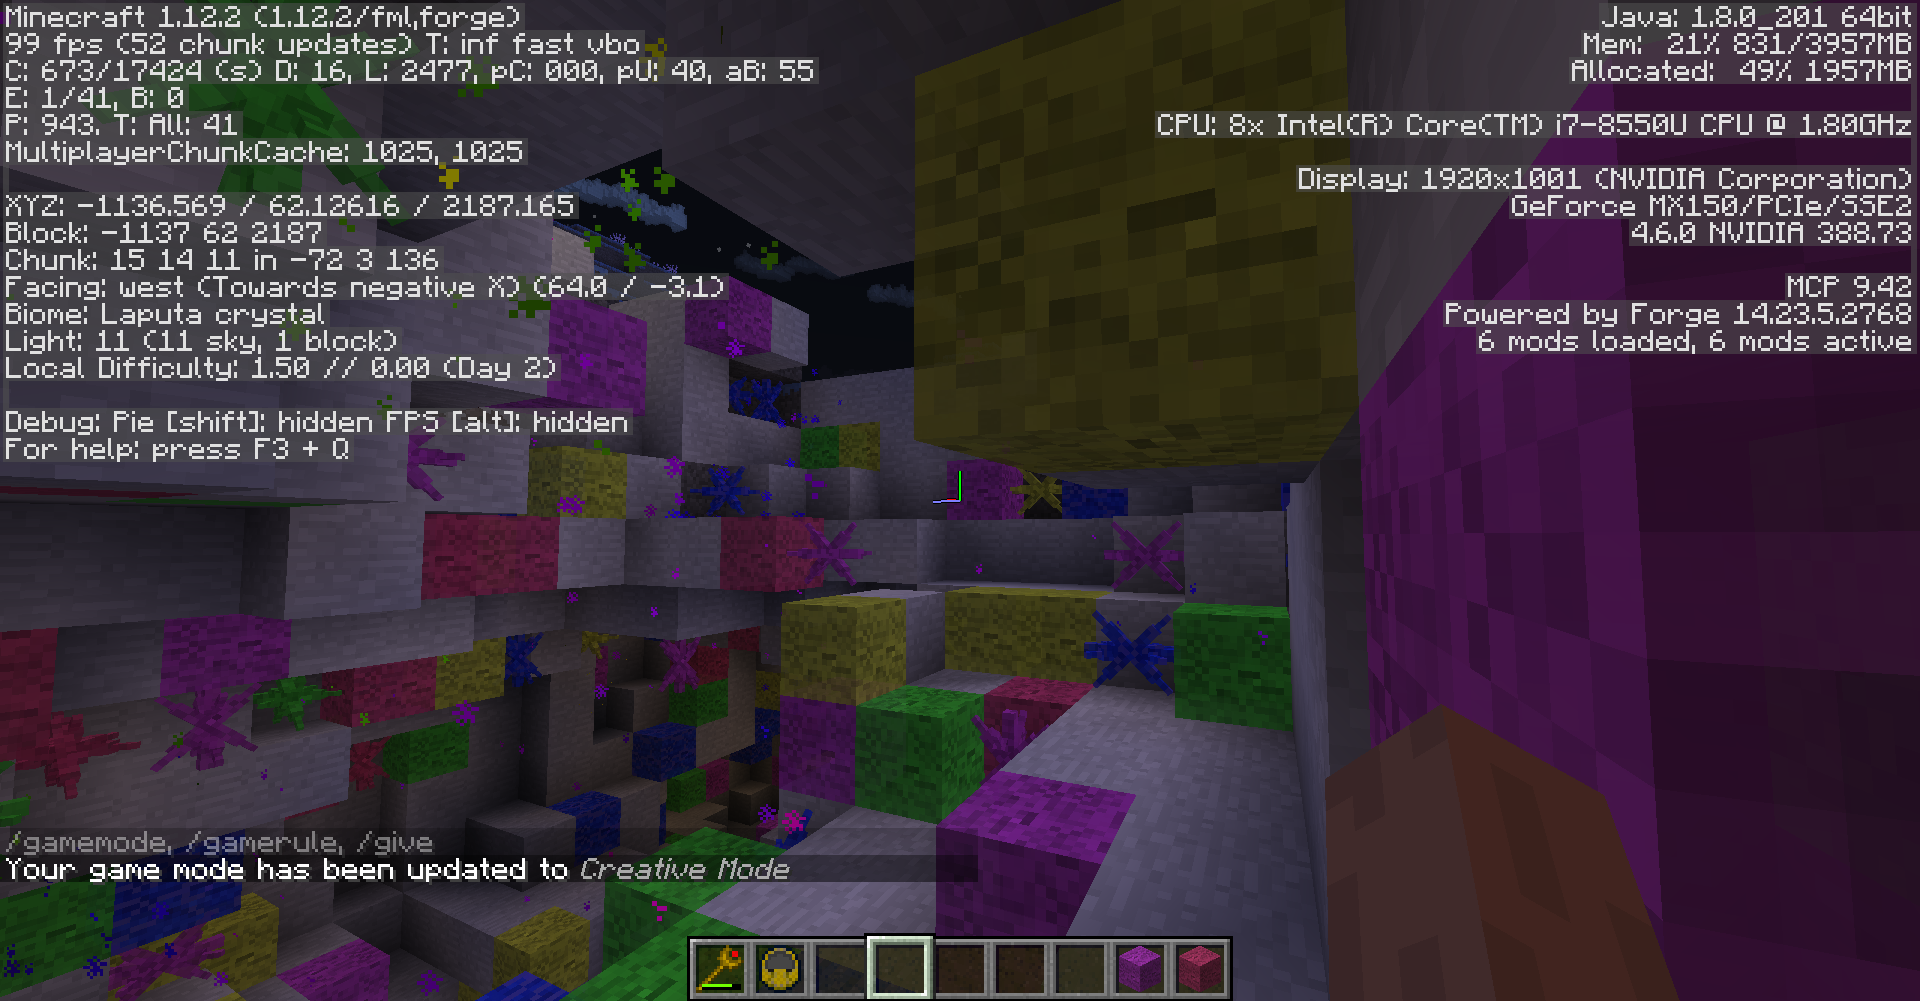 Minecraft 1.12.2 (1.12.2/fml,forge)
99 fps (52 chunk updates) T: inf fast vbo
C: 673/17424 (s) D: 16, L: 2477, pC: 000, pU: 40, aB: 55
E: 1/41, B: 0
P: 943. T: All: 41
MultiplayerChunkCache: 1025, 1025
XYZ: -1136.569 / 62.12616 / 2187.165
Block: -1137 62 2187
Chunk: 15 14 11 in -72 3 136
Facing: west (Towards negative X) (64.0 / -3.1)
Biome: Laputa crystal
Light: 11 (11 sky, 1 block)
Local Difficulty: 1.50 // 0.00 (Day 2)
Debug: Pie [shift]: hidden FPS [alt]: hidden
For help: press F3 + Q
Java: 1.8.0_201 64bit
Mem: 21% 831/3957MB
Allocated: 49% 1957MB
CPU: 8x Intel(R) Core(TM) i7-8550U CPU @ 1.80GHz
Display: 1920x1001 (NVIDIA Corporation)
GeForce MX150/PCIe/SSE2
4.6.0 NVIDIA 388.73
MCP 9.42
Powered by Forge 14.23.5.2768
6 mods loaded, 6 mods active
/gamemode, /gamerule, /give
Your game mode has been updated to Creative Mode